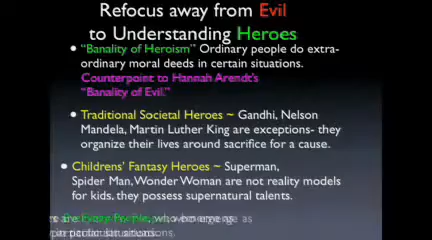 Refocus away from Evil
to Understanding Heroes
• "Banality of Heroism" Ordinary people do extra-
ordinary moral deeds in certain situations.
Counterpoint to Hannah Arendt's
"Banality of Evil."
• Traditional Societal Heroes ~ Gandhi, Nelson
Mandela, Martin Luther King are exceptions- they
organize their lives around sacrifice for a cause.
• Childrens' Fantasy Heroes ~ Superman,
Spider Man, Wonder Woman are not reality models
for kids, they possess supernatural talents.